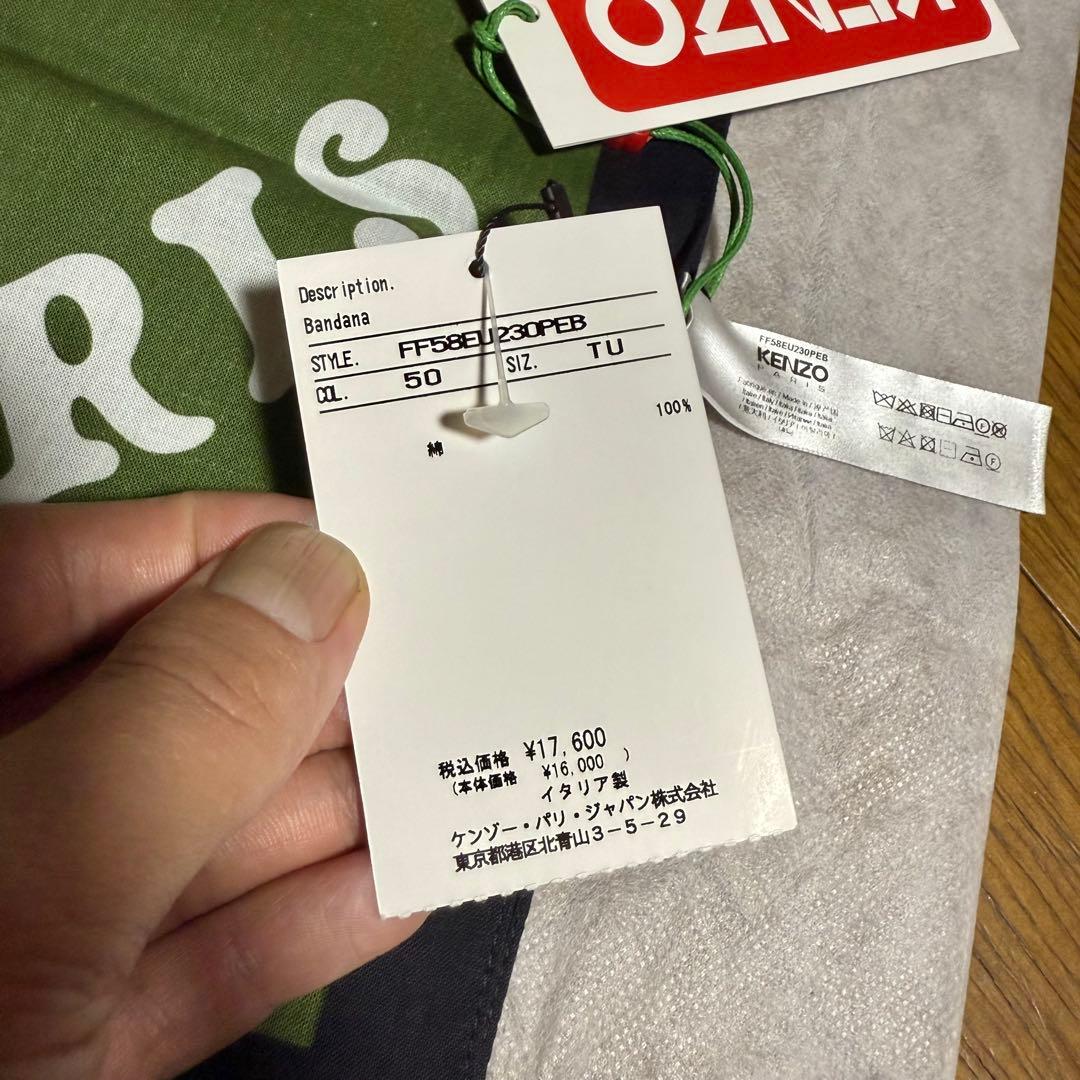 KENZO
RIS
Description.
Bandana
STYLE. FF58EU230PEB
COL. 50 SIZ. TU
綿 100%
税込価格 ¥17,600
(本体価格 ¥16,000 )
イタリア製
ケンゾー・パリ・ジャパン株式会社
東京都港区北青山3-5-29
FF58EU230PEB
KENZO
PARIS